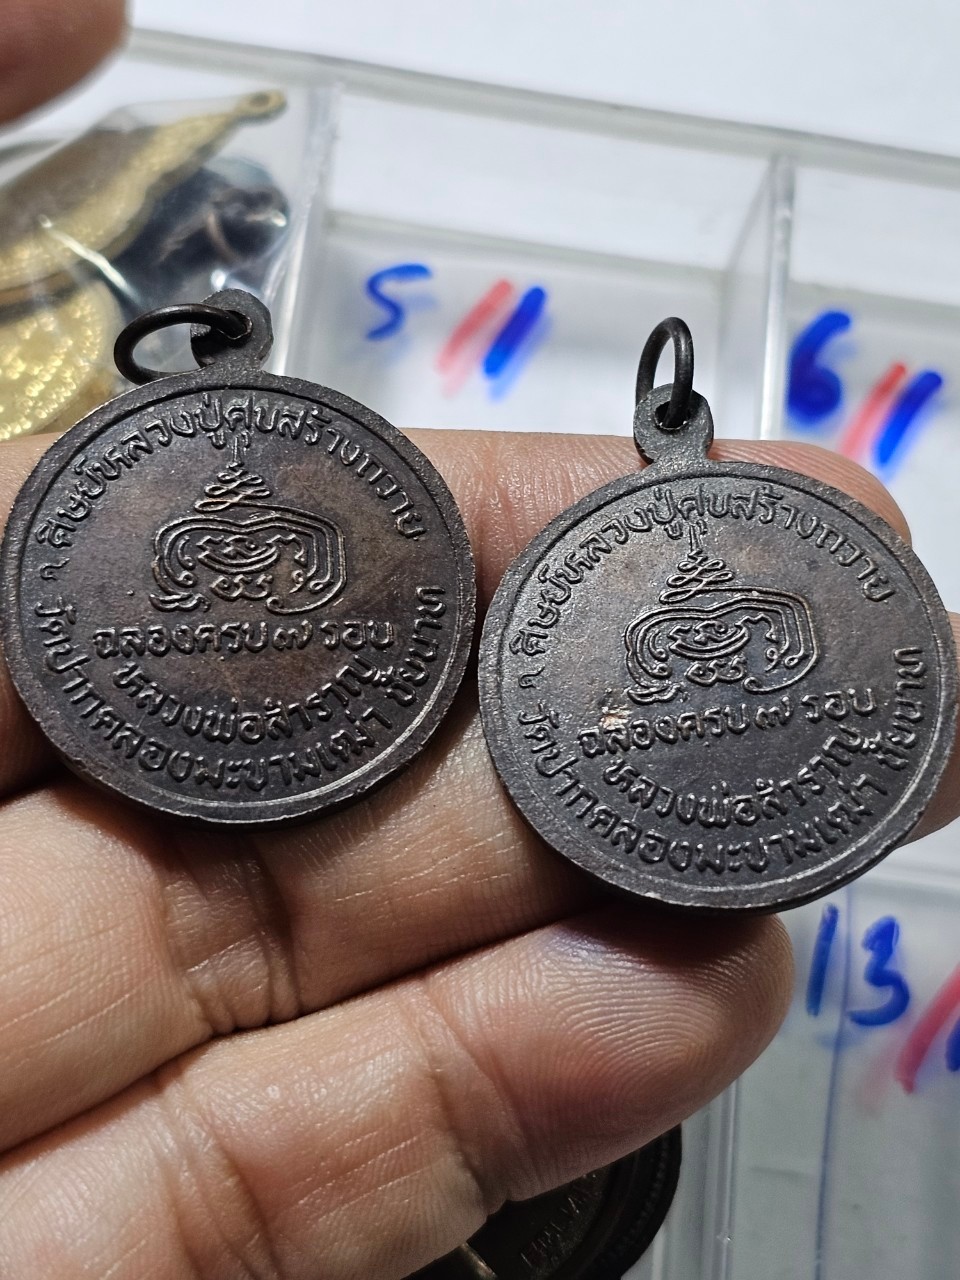 5 //
6 //
ศิษย์หลวงปู่ศุขสร้างถวาย
ฉลองครบ ๗ รอบ
หลวงพ่อสำราญ
วัดปากคลองมะขามเฒ่า ชัยนาท
ศิษย์หลวงปู่ศุขสร้างถวาย
ฉลองครบ ๗ รอบ
หลวงพ่อสำราญ
วัดปากคลองมะขามเฒ่า ชัยนาท
13